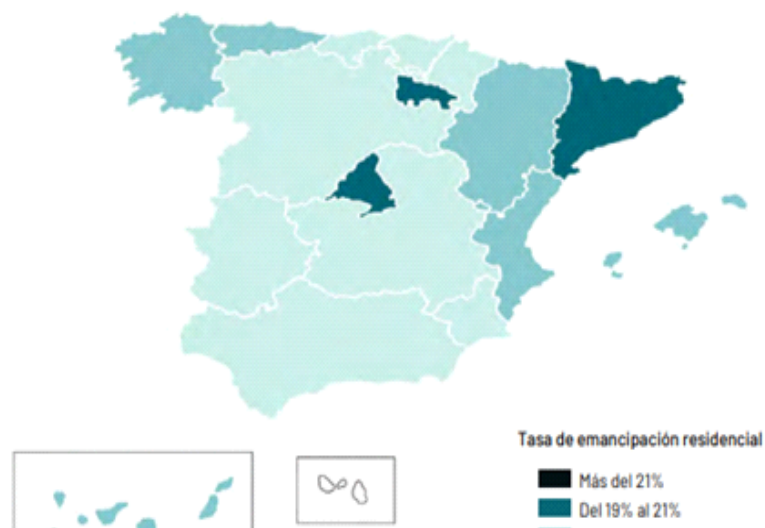 Tasa de emancipación residencial
Más del 21%
Del 19% al 21%